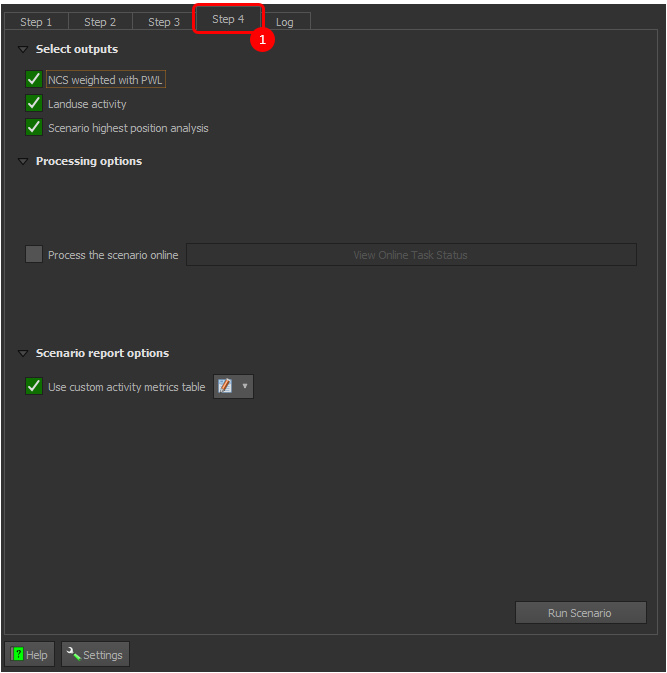 Step 1 Step 2 Step 3 Step 4 Log
1
Select outputs
NCS weighted with PWL
Landuse activity
Scenario highest position analysis
Processing options
Process the scenario online View Online Task Status
Scenario report options
Use custom activity metrics table
Run Scenario
? Help Settings